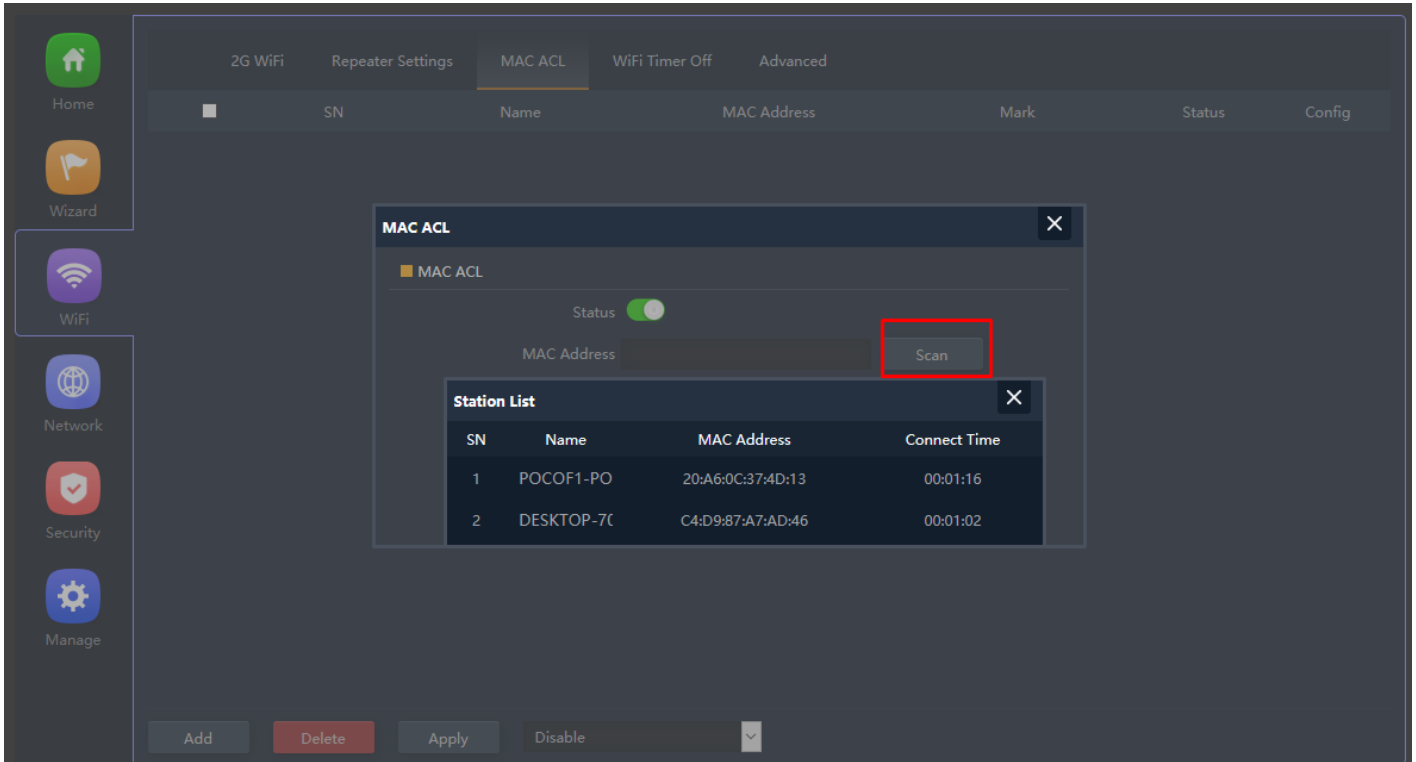 2G WiFi Repeater Settings MAC ACL WiFi Timer Off Advanced
Home
SN Name MAC Address Mark Status Config
Wizard
MAC ACL
MAC ACL
WiFi
Status
MAC Address Scan
Station List
SN Name MAC Address Connect Time
1 POCOF1-PO 20:A6:0C:37:4D:13 00:01:16
2 DESKTOP-7( C4:D9:87:A7:AD:46 00:01:02
Network
Security
Manage
Add Delete Apply Disable